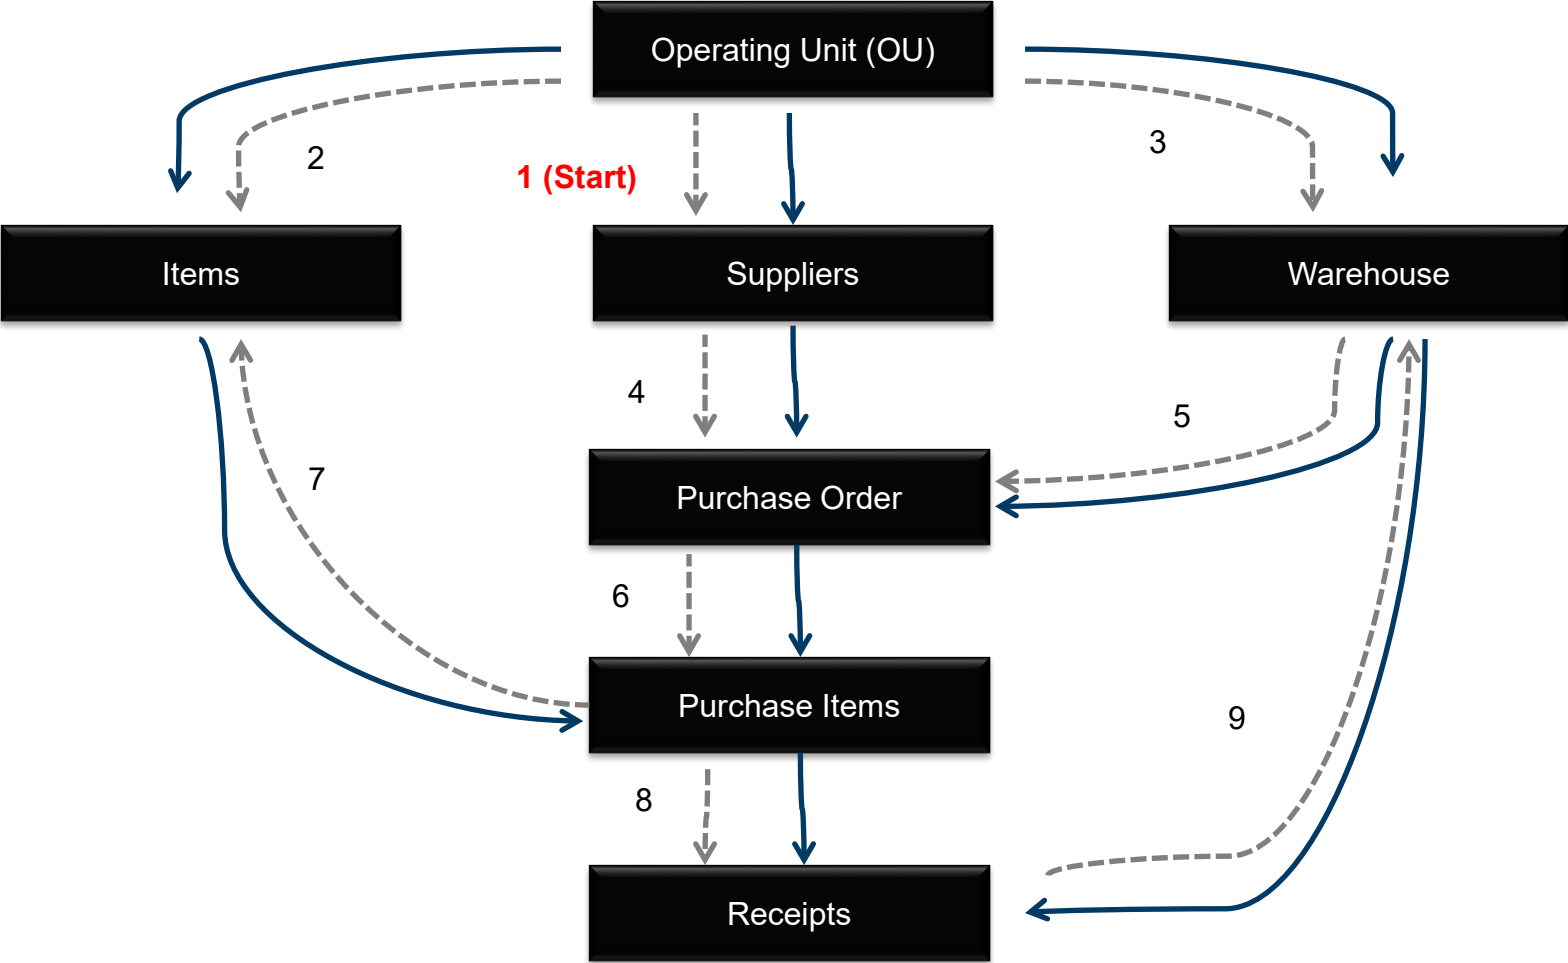 Operating Unit (OU)
2
1 (Start)
3
Items
Suppliers
Warehouse
4
5
7
Purchase Order
6
Purchase Items
9
8
Receipts